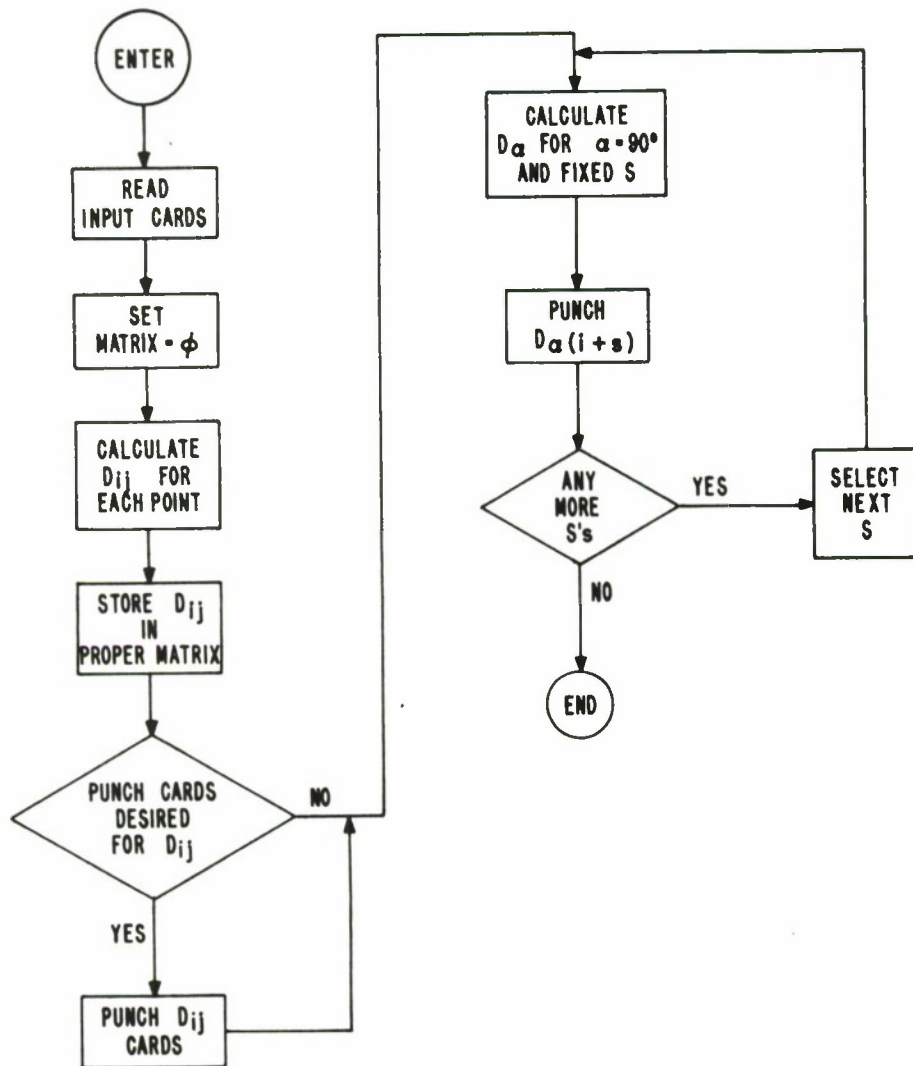 ENTER
READ
INPUT CARDS
SET
MATRIX = ϕ
CALCULATE
Dij FOR
EACH POINT
STORE Dij
IN
PROPER MATRIX
PUNCH CARDS
DESIRED
FOR Dij
NO
YES
PUNCH Dij
CARDS
CALCULATE
Dα FOR α = 90°
AND FIXED S
PUNCH
Dα(i + s)
ANY
MORE
S's
YES
SELECT
NEXT
S
NO
END